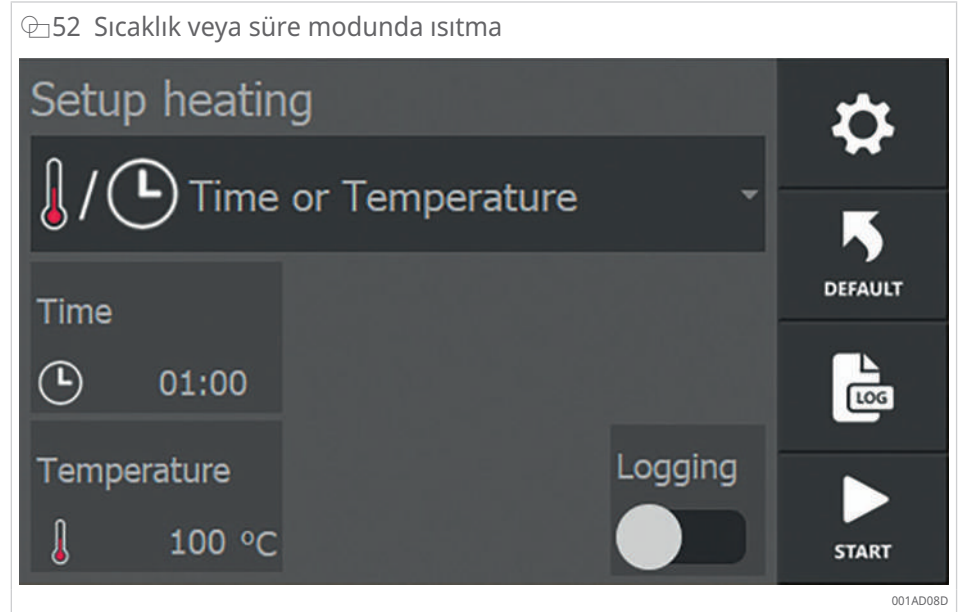 52 Sıcaklık veya süre modunda ısıtma
Setup heating
/ Time or Temperature
DEFAULT
Time
01:00
LOG
Temperature
100 °C
Logging
START
001AD08D